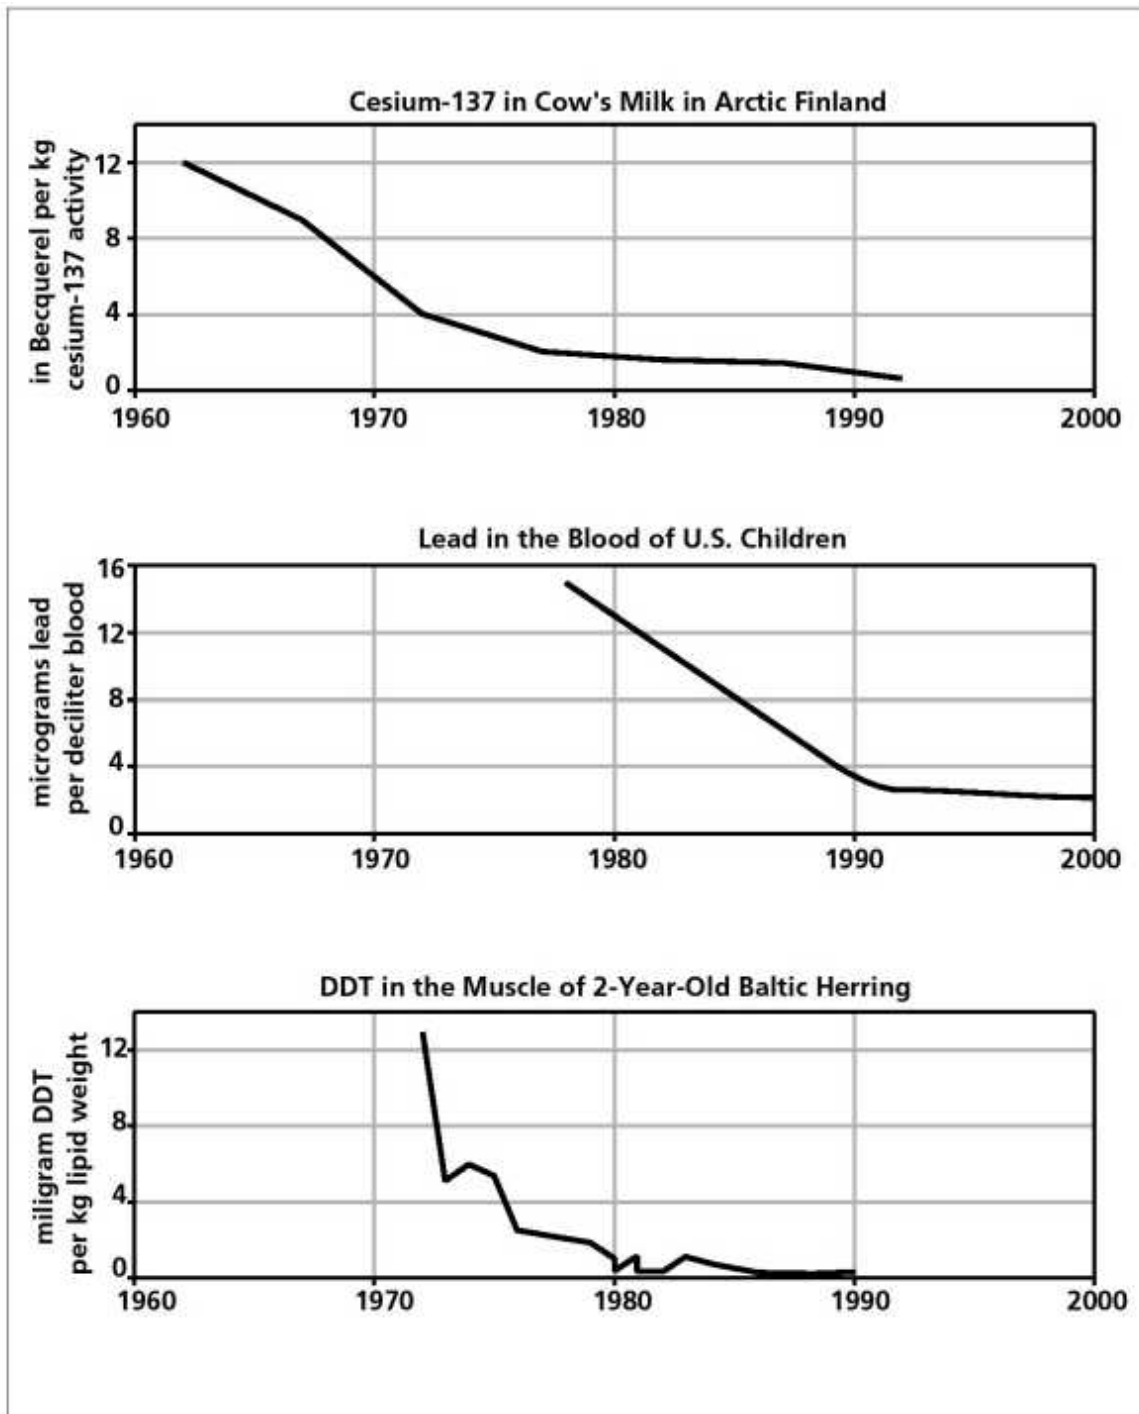 Cesium-137 in Cow's Milk in Arctic Finland
in Becquerel per kg
cesium-137 activity
12
8
4
0
1960 1970 1980 1990 2000
Lead in the Blood of U.S. Children
micrograms lead
per deciliter blood
16
12
8
4
0
1960 1970 1980 1990 2000
DDT in the Muscle of 2-Year-Old Baltic Herring
miligram DDT
per kg lipid weight
12
8
4
0
1960 1970 1980 1990 2000